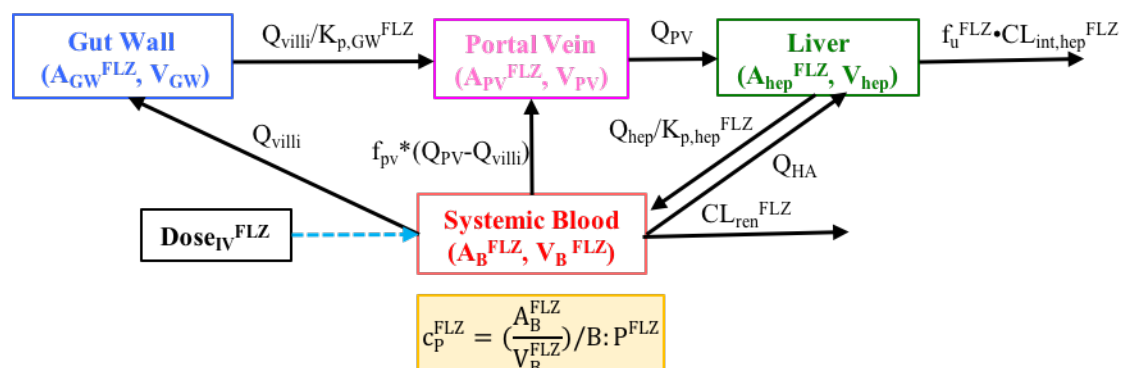 Gut Wall
(A_GW^FLZ, V_GW)
Q_villi/K_p,GW^FLZ
Portal Vein
(A_PV^FLZ, V_PV)
Q_PV
Liver
(A_hep^FLZ, V_hep)
f_u^FLZ•CL_int,hep^FLZ
Q_villi
f_pv*(Q_PV-Q_villi)
Q_hep/K_p,hep^FLZ
Q_HA
Dose_IV^FLZ
Systemic Blood
(A_B^FLZ, V_B^FLZ)
CL_ren^FLZ
c_P^FLZ = (A_B^FLZ/V_B^FLZ)/B:P^FLZ